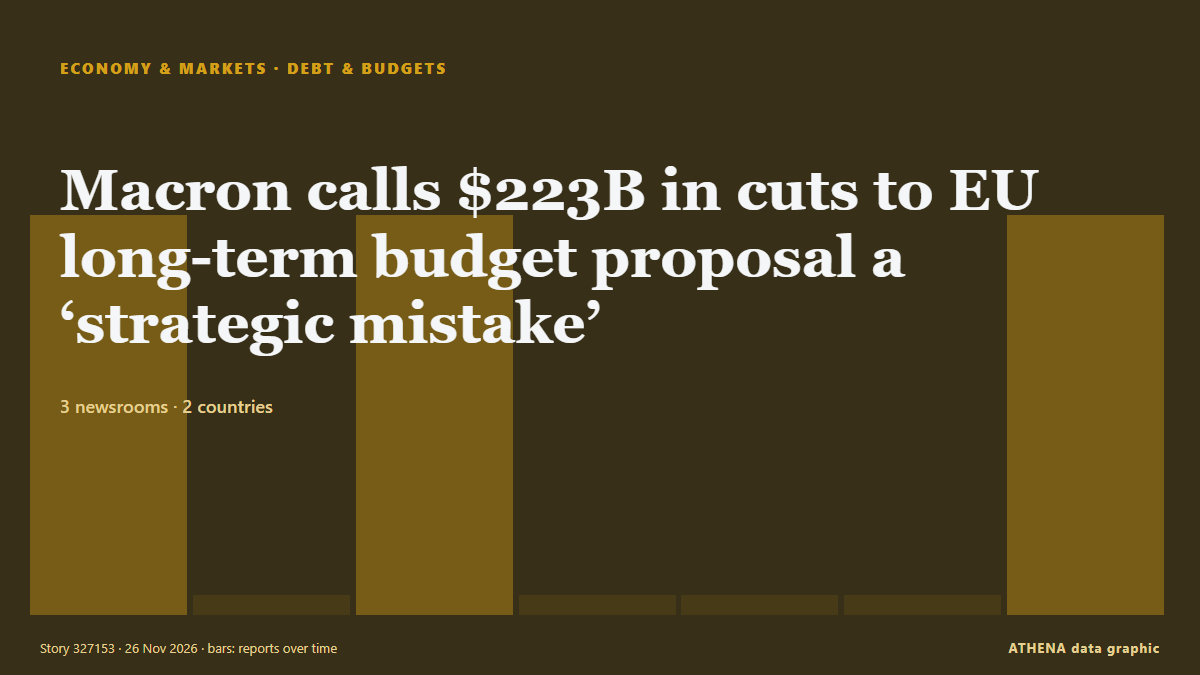 ECONOMY & MARKETS · DEBT & BUDGETS
Macron calls $223B in cuts to EU
long-term budget proposal a
‘strategic mistake’
3 newsrooms · 2 countries
Story 327153 · 26 Nov 2026 · bars: reports over time
ATHENA data graphic